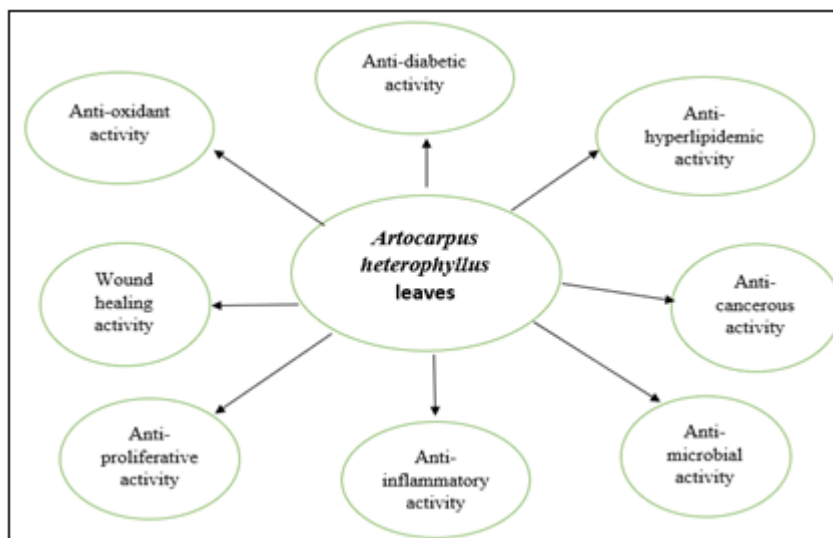 Anti-diabetic
activity
Anti-oxidant
activity
Anti-
hyperlipidemic
activity
Artocarpus
heterophyllus
leaves
Wound
healing
activity
Anti-
cancerous
activity
Anti-
proliferative
activity
Anti-
inflammatory
activity
Anti-
microbial
activity